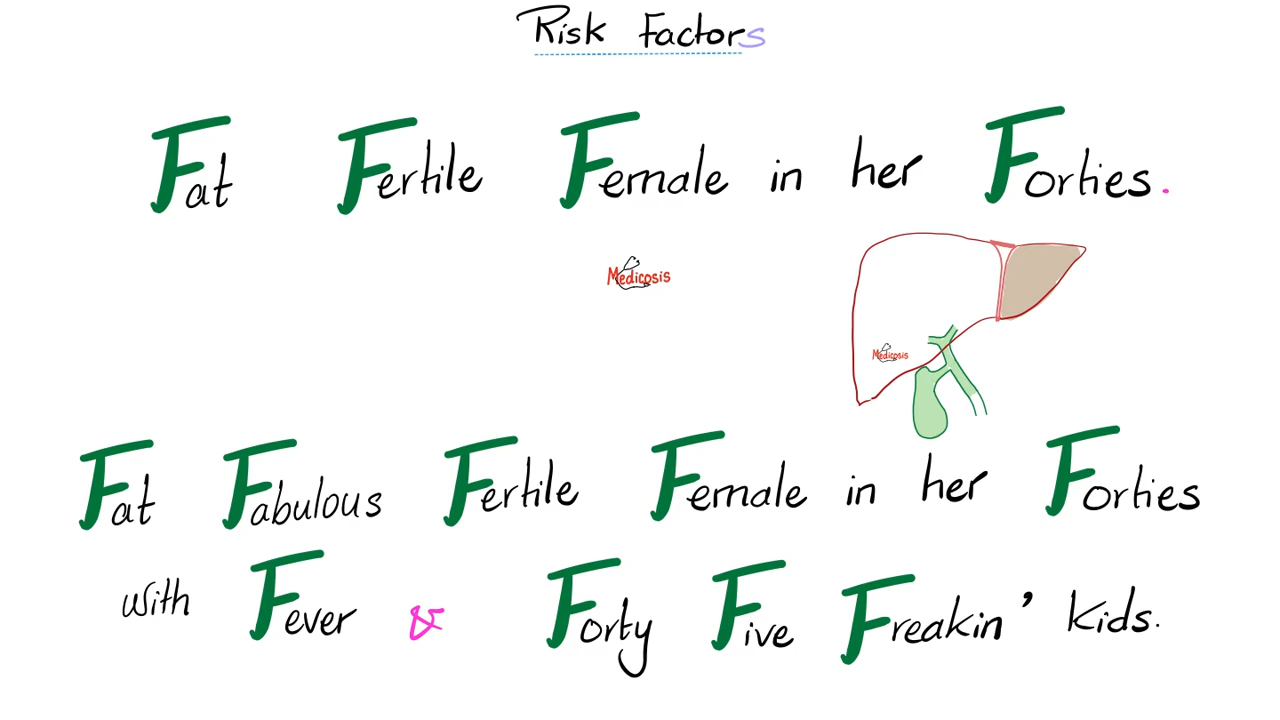 Risk Factors
Fat Fertile Female in her Forties.
Medicosis
Medicosis
Fat Fabulous Fertile Female in her Forties
with Fever & Forty Five Freakin' kids.